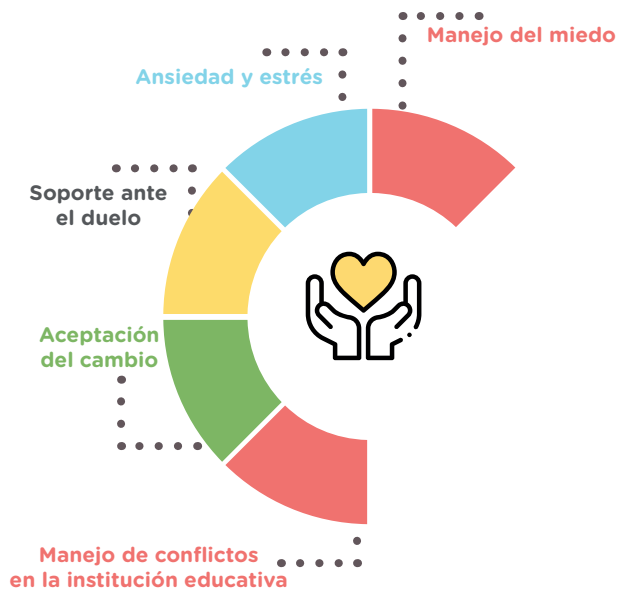 Manejo del miedo
Ansiedad y estrés
Soporte ante
el duelo
Aceptación
del cambio
Manejo de conflictos
en la institución educativa